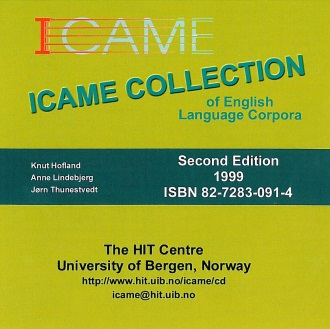 ICAME
ICAME COLLECTION
of English
Language Corpora
Knut Hofland
Anne Lindebjerg
Jørn Thunestvedt
Second Edition
1999
ISBN 82-7283-091-4
The HIT Centre
University of Bergen, Norway
http://www.hit.uib.no/icame/cd
icame@hit.uib.no